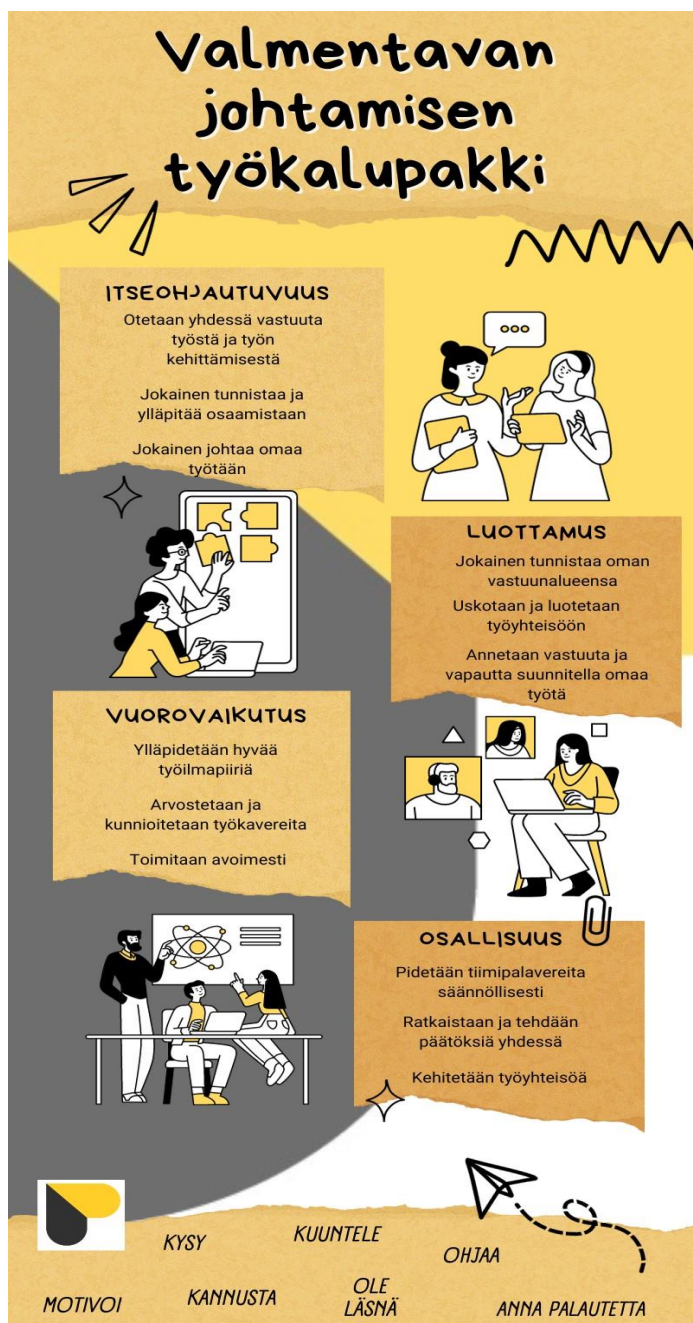 Valmentavan
johtamisen
työkalupakki
ITSEOHJAUTUVUUS
Otetaan yhdessä vastuuta
työstä ja työn
kehittämisestä
Jokainen tunnistaa ja
ylläpitää osaamistaan
Jokainen johtaa omaa
työtään
LUOTTAMUS
Jokainen tunnistaa oman
vastuunalueensa
Uskotaan ja luotetaan
työyhteisöön
Annetaan vastuuta ja
vapautta suunnitella omaa
työtä
VUOROVAIKUTUS
Ylläpidetään hyvää
työilmapiiriä
Arvostetaan ja
kunnioitetaan työkavereita
Toimitaan avoimesti
OSALLISUUS
Pidetään tiimipalavereita
säännöllisesti
Ratkaistaan ja tehdään
päätöksiä yhdessä
Kehitetään työyhteisöä
KYSY
KUUNTELE
OHJAA
MOTIVOI
KANNUSTA
OLE
LÄSNÄ
ANNA PALAUTETTA